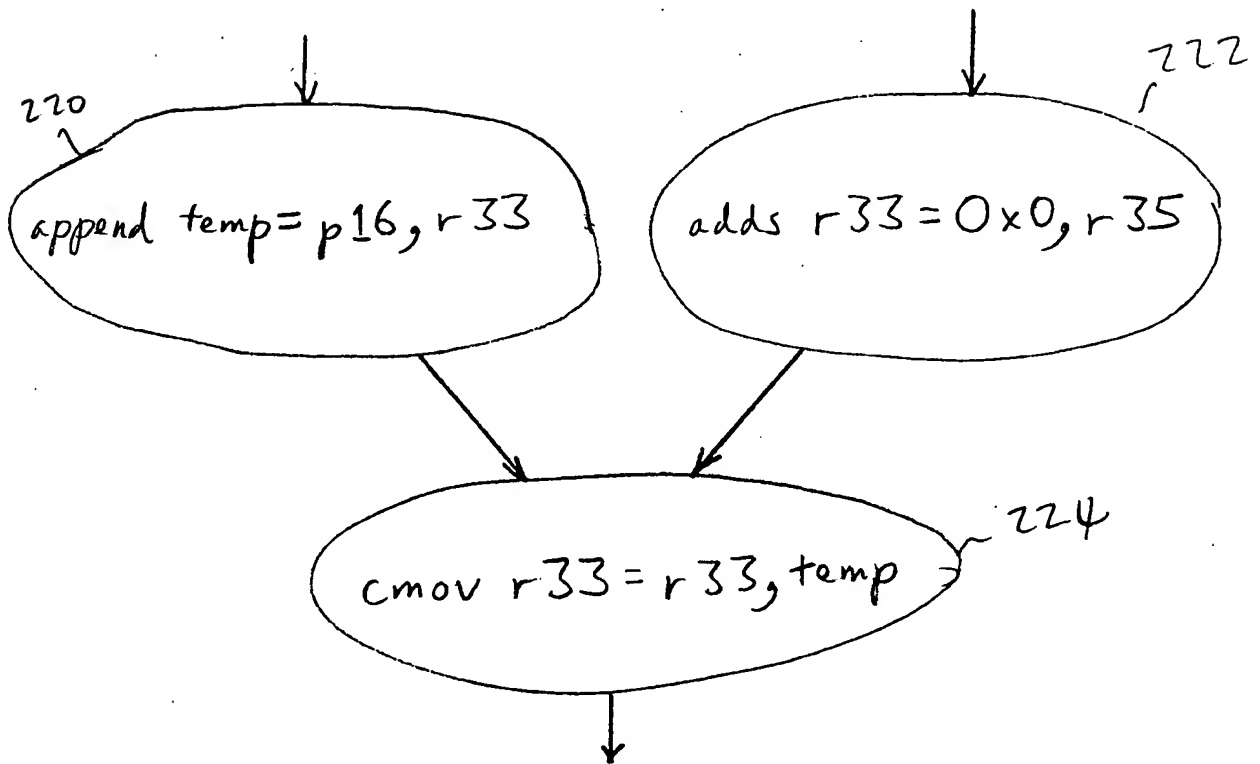 222
220
append temp= p16, r33
adds r33 = 0x0, r35
224
cmov r33 = r33, temp